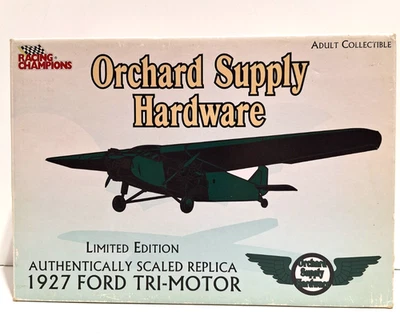 RACING
CHAMPIONS
ADULT COLLECTIBLE
Orchard Supply
Hardware
LIMITED EDITION
AUTHENTICALLY SCALED REPLICA
1927 FORD TRI-MOTOR
Orchard
Supply
Hardware